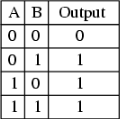 A B Output
0 0 0
0 1 1
1 0 1
1 1 1